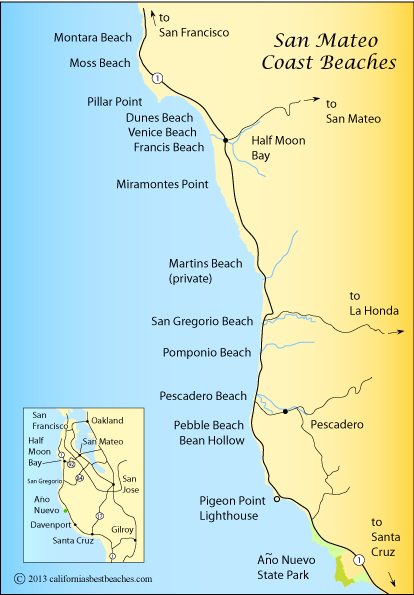 to
San Francisco
San Mateo
Coast Beaches
Montara Beach
Moss Beach
1
Pillar Point
to
San Mateo
Dunes Beach
Venice Beach
Francis Beach
Half Moon
Bay
Miramontes Point
Martins Beach
(private)
to
La Honda
San Gregorio Beach
Pomponio Beach
Pescadero Beach
Pebble Beach
Bean Hollow
Pescadero
Pigeon Point
Lighthouse
to
Santa
Cruz
Año Nuevo
State Park
1
San
Francisco
Oakland
Half
Moon
Bay
1
San Mateo
92
San Gregorio
84
San
Jose
Año
Nuevo
Davenport
17
Gilroy
Santa Cruz
1
© 2013 californiasbestbeaches.com